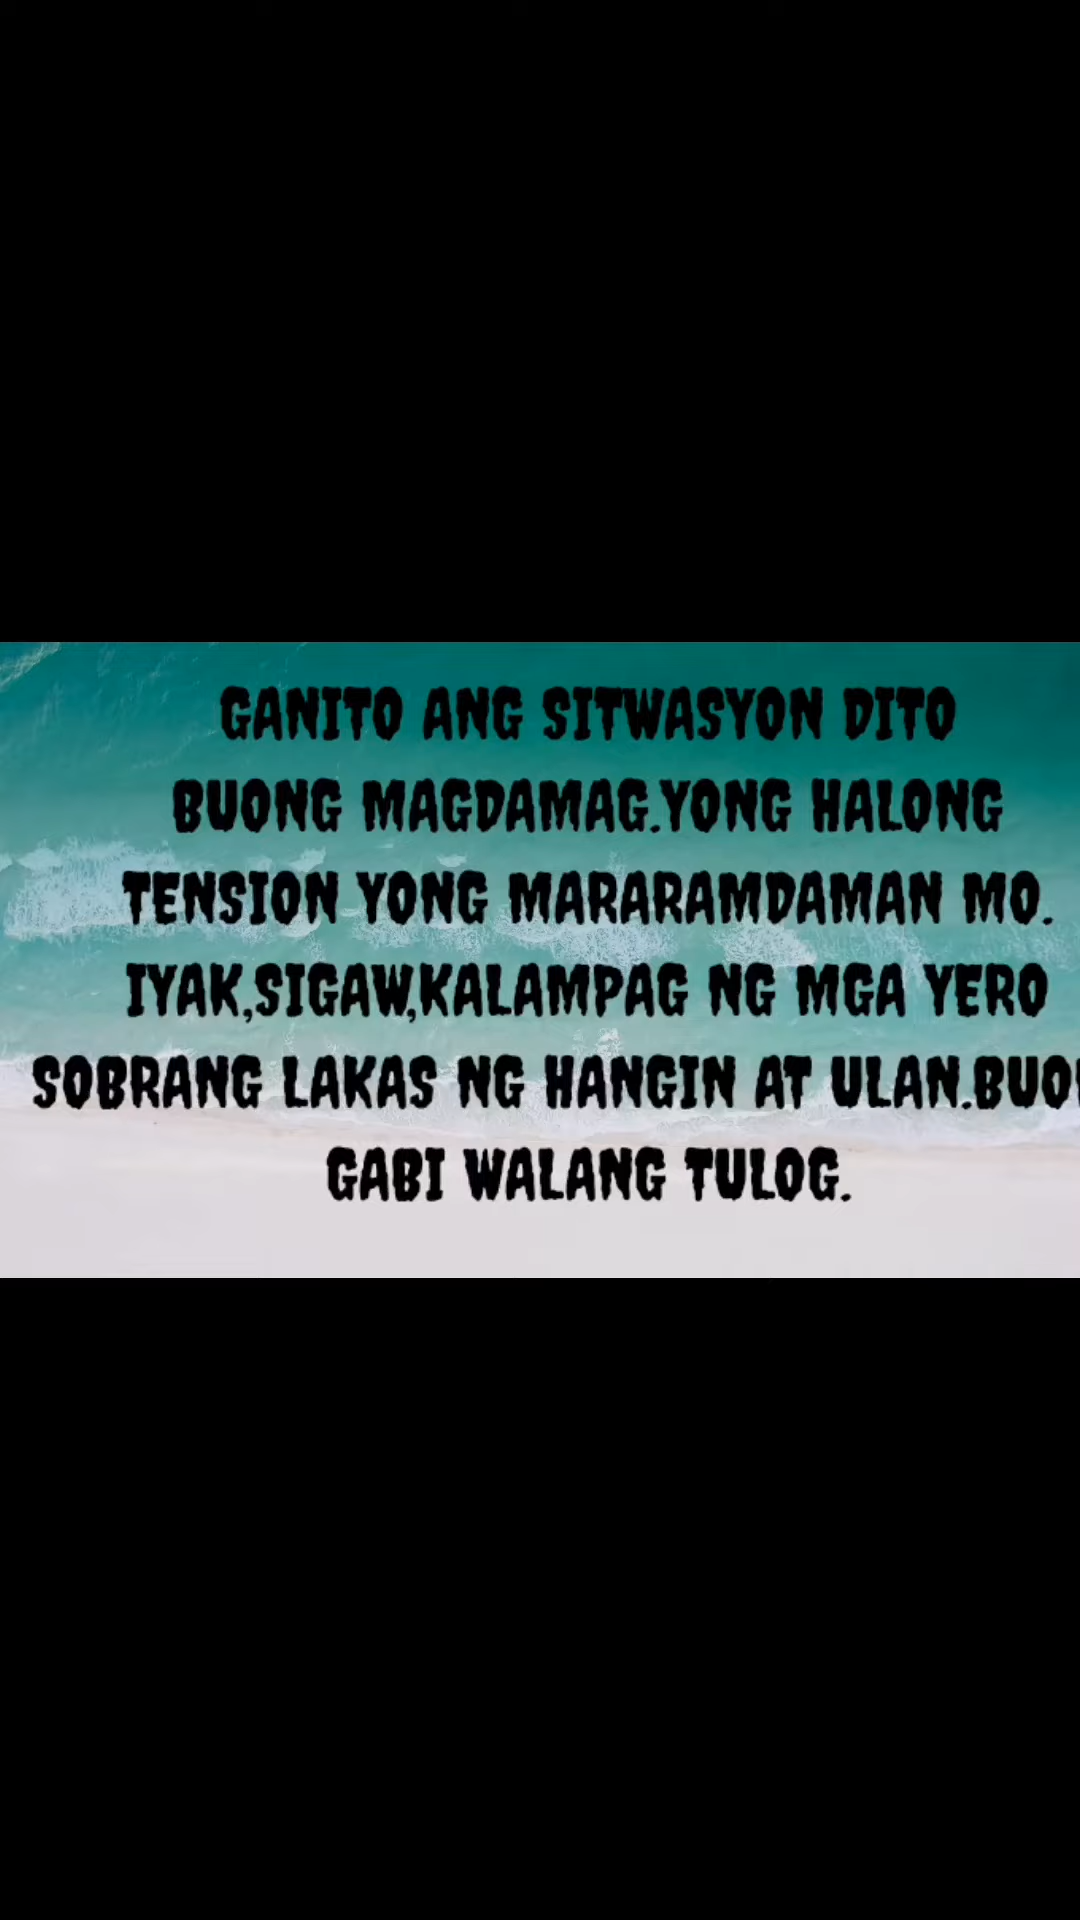 GANITO ANG SITWASYON DITO
BUONG MAGDAMAG.YONG HALONG
TENSION YONG MARARAMDAMAN MO.
IYAK,SIGAW,KALAMPAG NG MGA YERO
SOBRANG LAKAS NG HANGIN AT ULAN.
GABI WALANG TULOG.